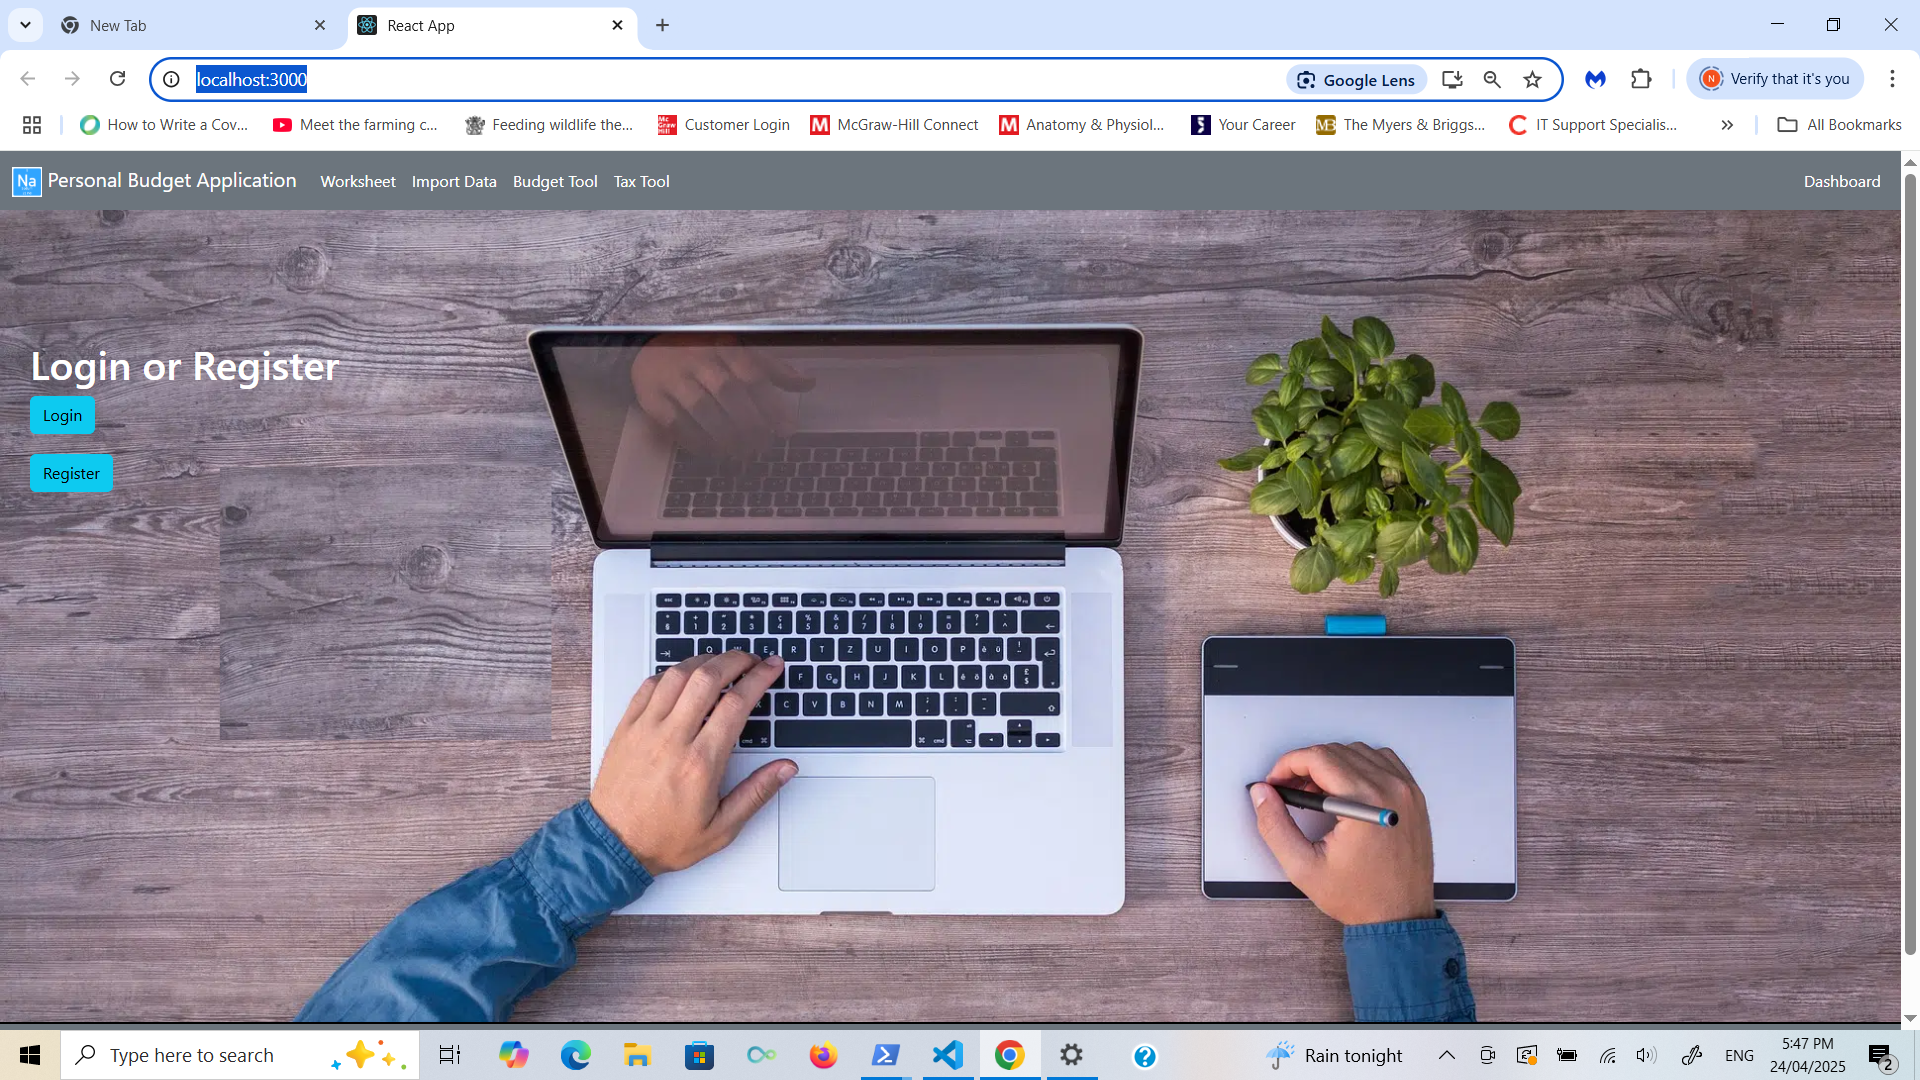 New Tab
React App
localhost:3000
Google Lens
Verify that it's you
N
How to Write a Cov...
Meet the farming c...
Feeding wildlife the...
Customer Login
McGraw-Hill Connect
Anatomy & Physiol...
Your Career
The Myers & Briggs...
IT Support Specialis...
All Bookmarks
Na
Personal Budget Application
Worksheet
Import Data
Budget Tool
Tax Tool
Dashboard
Login or Register
Login
Register
Type here to search
Rain tonight
ENG
5:47 PM
24/04/2025
2